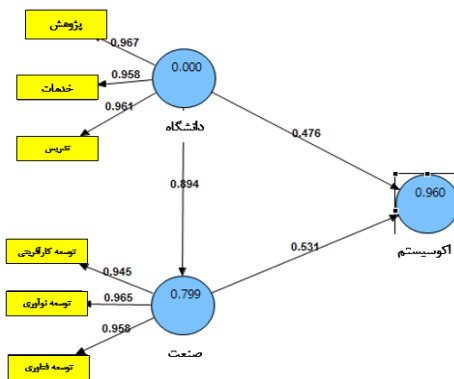 پژوهش
0.967
خدمات
0.958
0.000
0.961
تدریس
دانشگاه
0.476
0.894
0.960
اکوسیستم
توسعه کارآفرینی
0.531
0.945
توسعه نوآوری
0.965
0.799
0.958
صنعت
توسعه فناوری